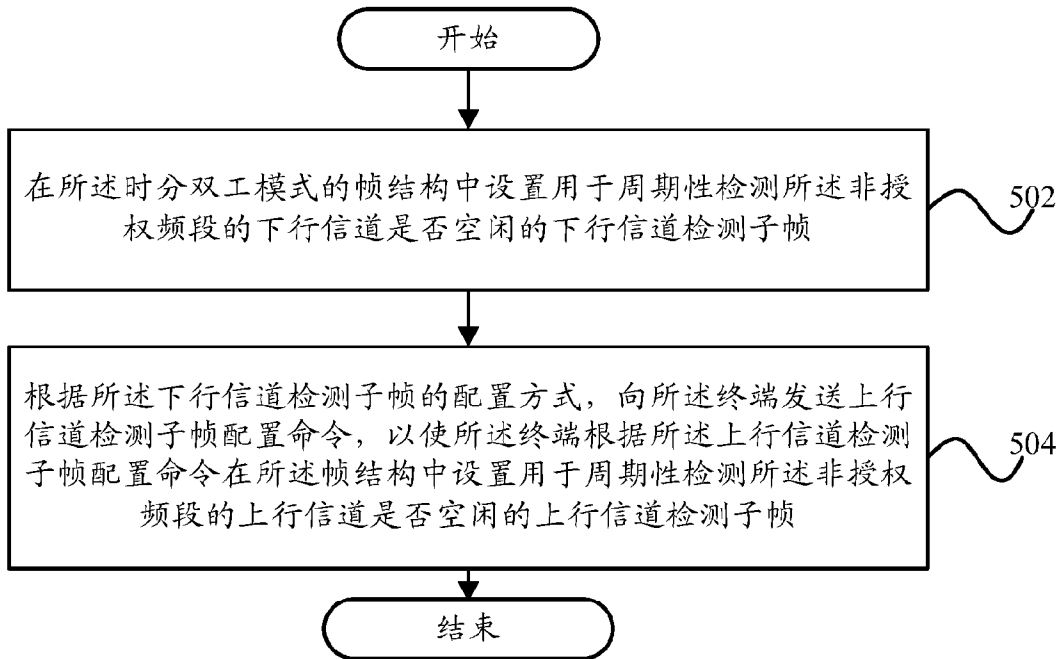 开始
在所述时分双工模式的帧结构中设置用于周期性检测所述非授
权频段的下行信道是否空闲的下行信道检测子帧
502
根据所述下行信道检测子帧的配置方式，向所述终端发送上行
信道检测子帧配置命令，以使所述终端根据所述上行信道检测
子帧配置命令在所述帧结构中设置用于周期性检测所述非授权
频段的上行信道是否空闲的上行信道检测子帧
504
结束